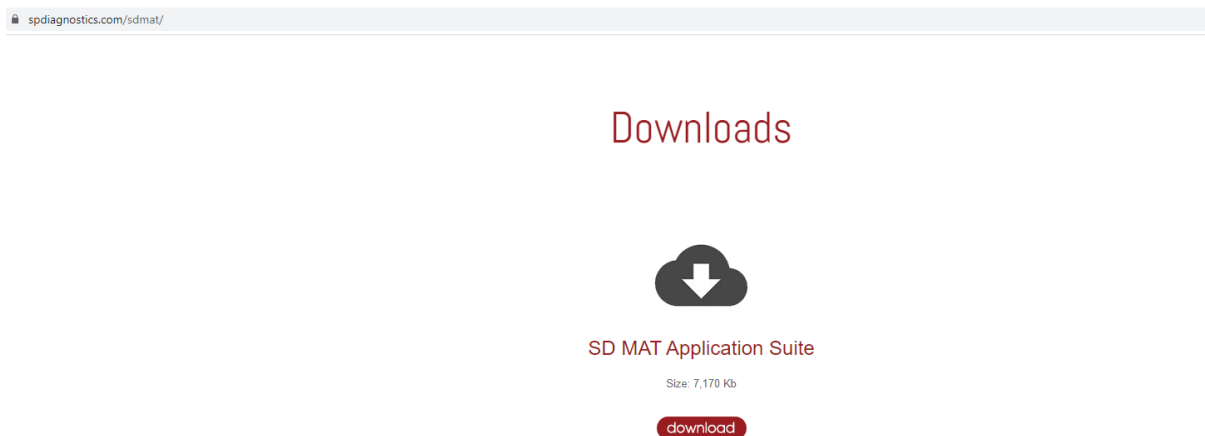 spdiagnostics.com/sdmat/
Downloads
SD MAT Application Suite
Size: 7,170 Kb
download